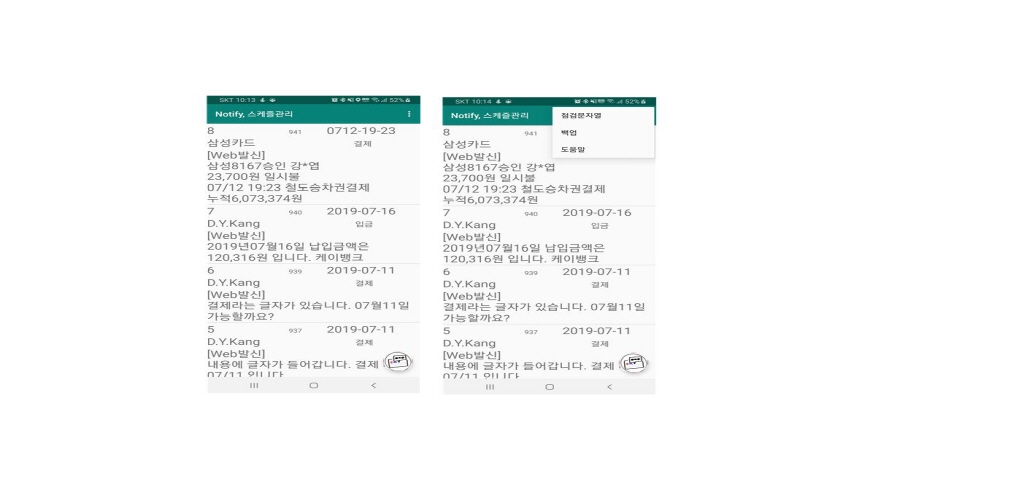 SKT 10:13
52%
Notify, 스케즐관리
8 941 0712-19-23
삼성카드 결제
[Web발신]
삼성8167승인 강*엽
23,700원 일시불
07/12 19:23 철도승차권결제
누적6,073,374원
7 940 2019-07-16
D.Y.Kang 입금
[Web발신]
2019년07월16일 납입금액은
120,316원 입니다. 케이뱅크
6 939 2019-07-11
D.Y.Kang 결제
[Web발신]
결제라는 글자가 있습니다. 07월11일
가능할까요?
5 937 2019-07-11
D.Y.Kang 결제
[Web발신]
내용에 글자가 들어갑니다. 결제
07/11 입니다
SKT 10:14
52%
Notify, 스케즐관리
점검문자열
백업
도움말
8 941
삼성카드
[Web발신]
삼성8167승인 강*엽
23,700원 일시불
07/12 19:23 철도승차권결제
누적6,073,374원
7 940 2019-07-16
D.Y.Kang 입금
[Web발신]
2019년07월16일 납입금액은
120,316원 입니다. 케이뱅크
6 939 2019-07-11
D.Y.Kang 결제
[Web발신]
결제라는 글자가 있습니다. 07월11일
가능할까요?
5 937 2019-07-11
D.Y.Kang 결제
[Web발신]
내용에 글자가 들어갑니다. 결제
07/11 입니다